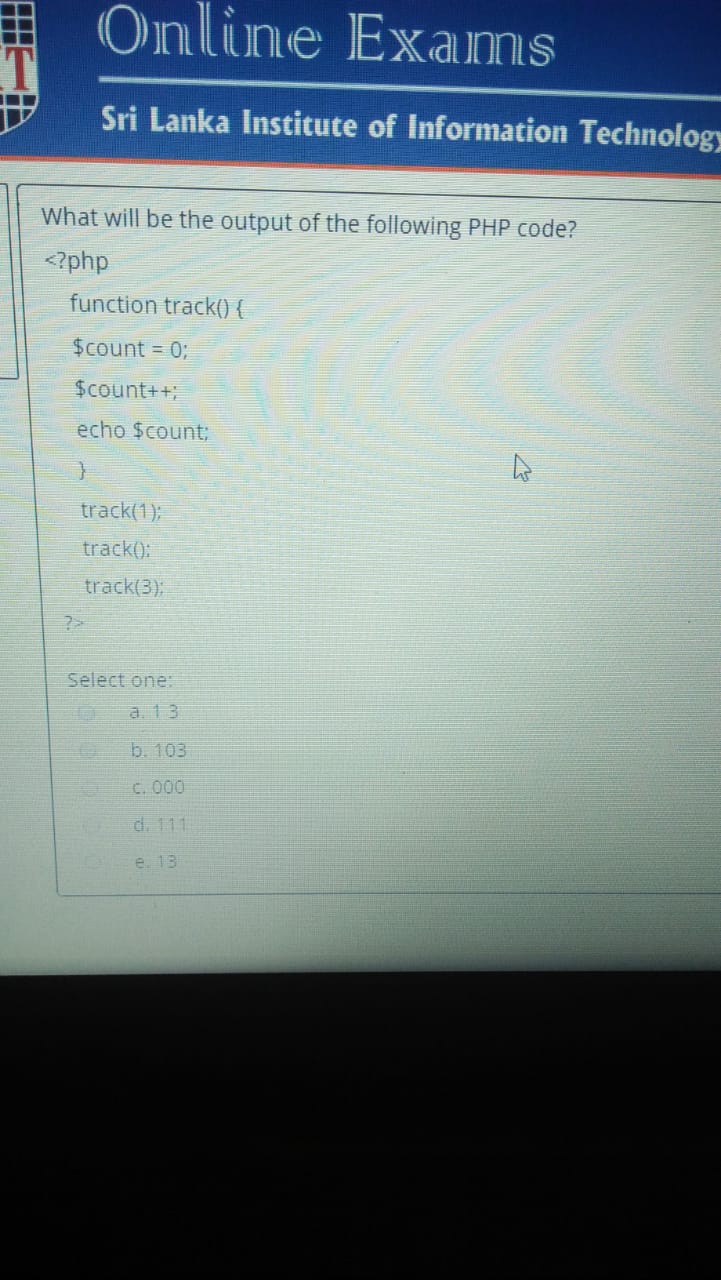 Online Exams
T
Sri Lanka Institute of Information Technology
What will be the output of the following PHP code?
<?php
function track() {
$count = 0;
$count++;
echo $count;
}
track(1);
track();
track(3);
?>
Select one:
a. 1 3
b. 103
c. 000
d. 111
e. 13